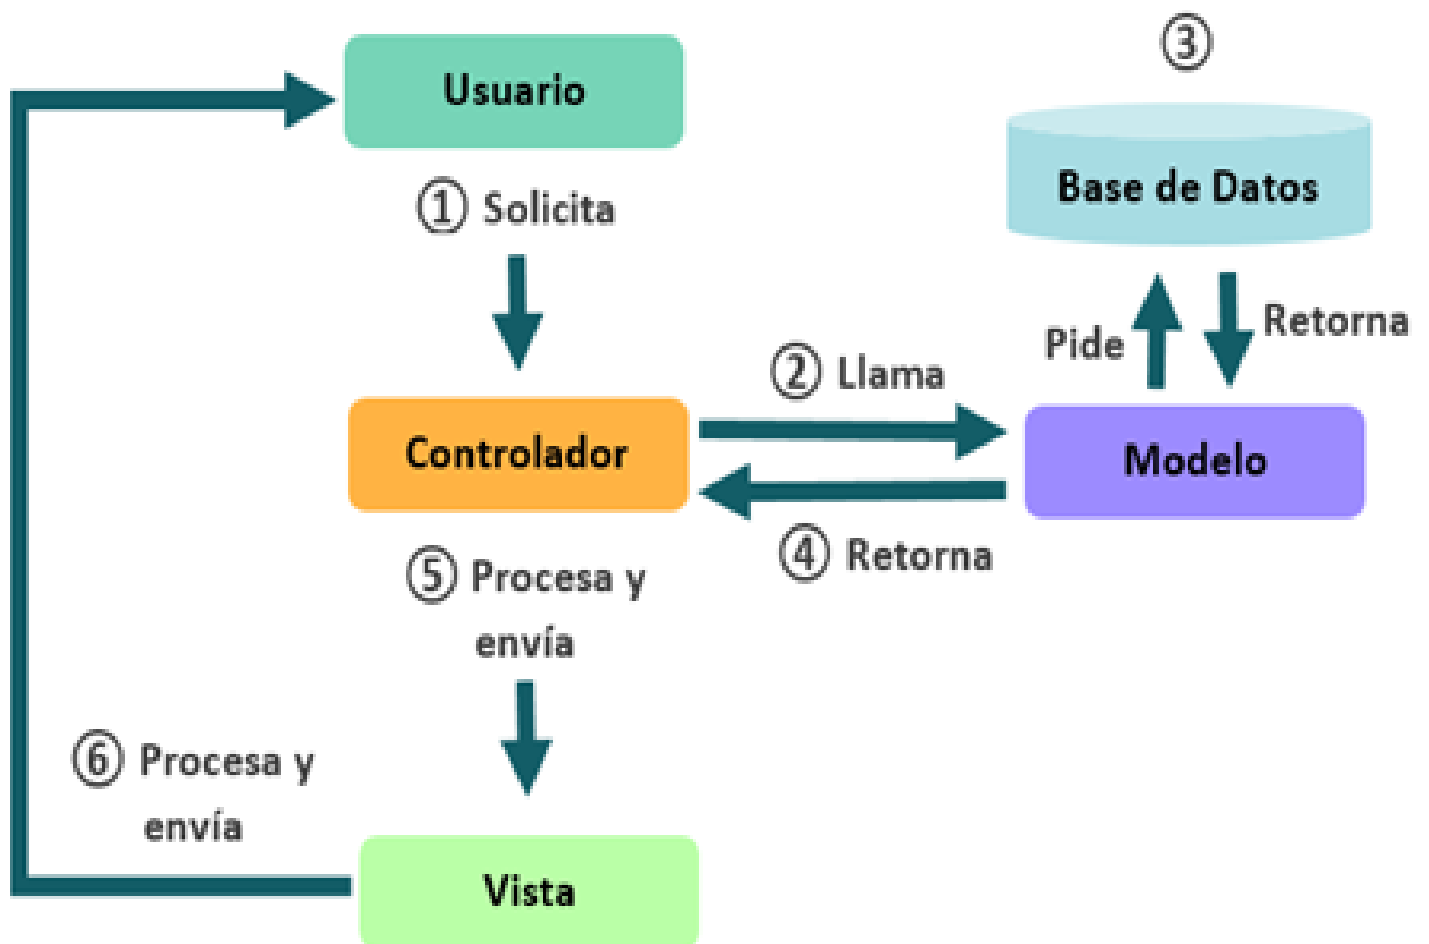 ③
Usuario
Base de Datos
① Solicita
Pide
Retorna
② Llama
Controlador
Modelo
④ Retorna
⑤ Procesa y
envía
⑥ Procesa y
envía
Vista